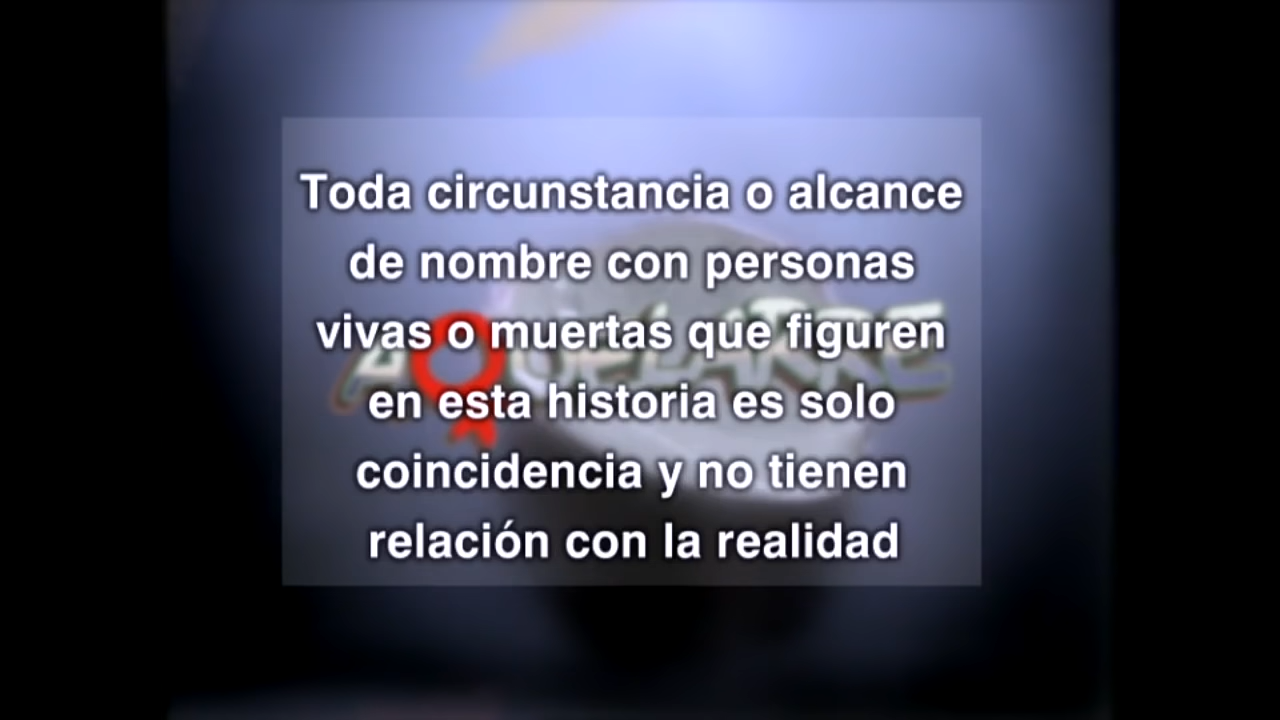 Toda circunstancia o alcance
de nombre con personas
vivas o muertas que figuren
en esta historia es solo
coincidencia y no tienen
relación con la realidad
AQUELARRE